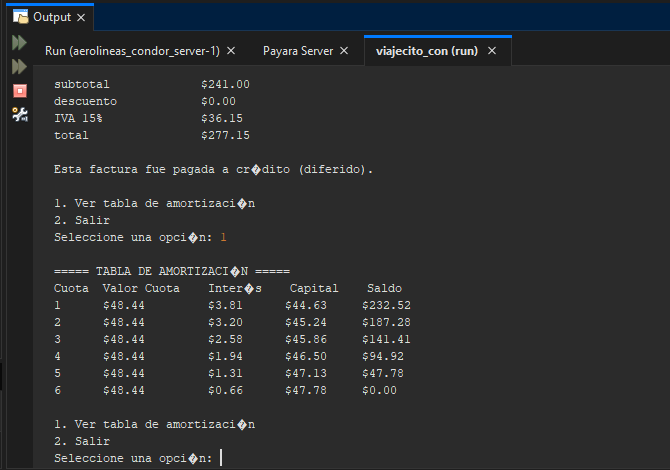 Output
Run (aerolineas_condor_server-1) Payara Server viajecito_con (run)
subtotal $241.00
descuento $0.00
IVA 15% $36.15
total $277.15
Esta factura fue pagada a cr�dito (diferido).
1. Ver tabla de amortizaci�n
2. Salir
Seleccione una opci�n: 1
===== TABLA DE AMORTIZACI�N =====
Cuota Valor Cuota Inter�s Capital Saldo
1 $48.44 $3.81 $44.63 $232.52
2 $48.44 $3.20 $45.24 $187.28
3 $48.44 $2.58 $45.86 $141.41
4 $48.44 $1.94 $46.50 $94.92
5 $48.44 $1.31 $47.13 $47.78
6 $48.44 $0.66 $47.78 $0.00
1. Ver tabla de amortizaci�n
2. Salir
Seleccione una opci�n: